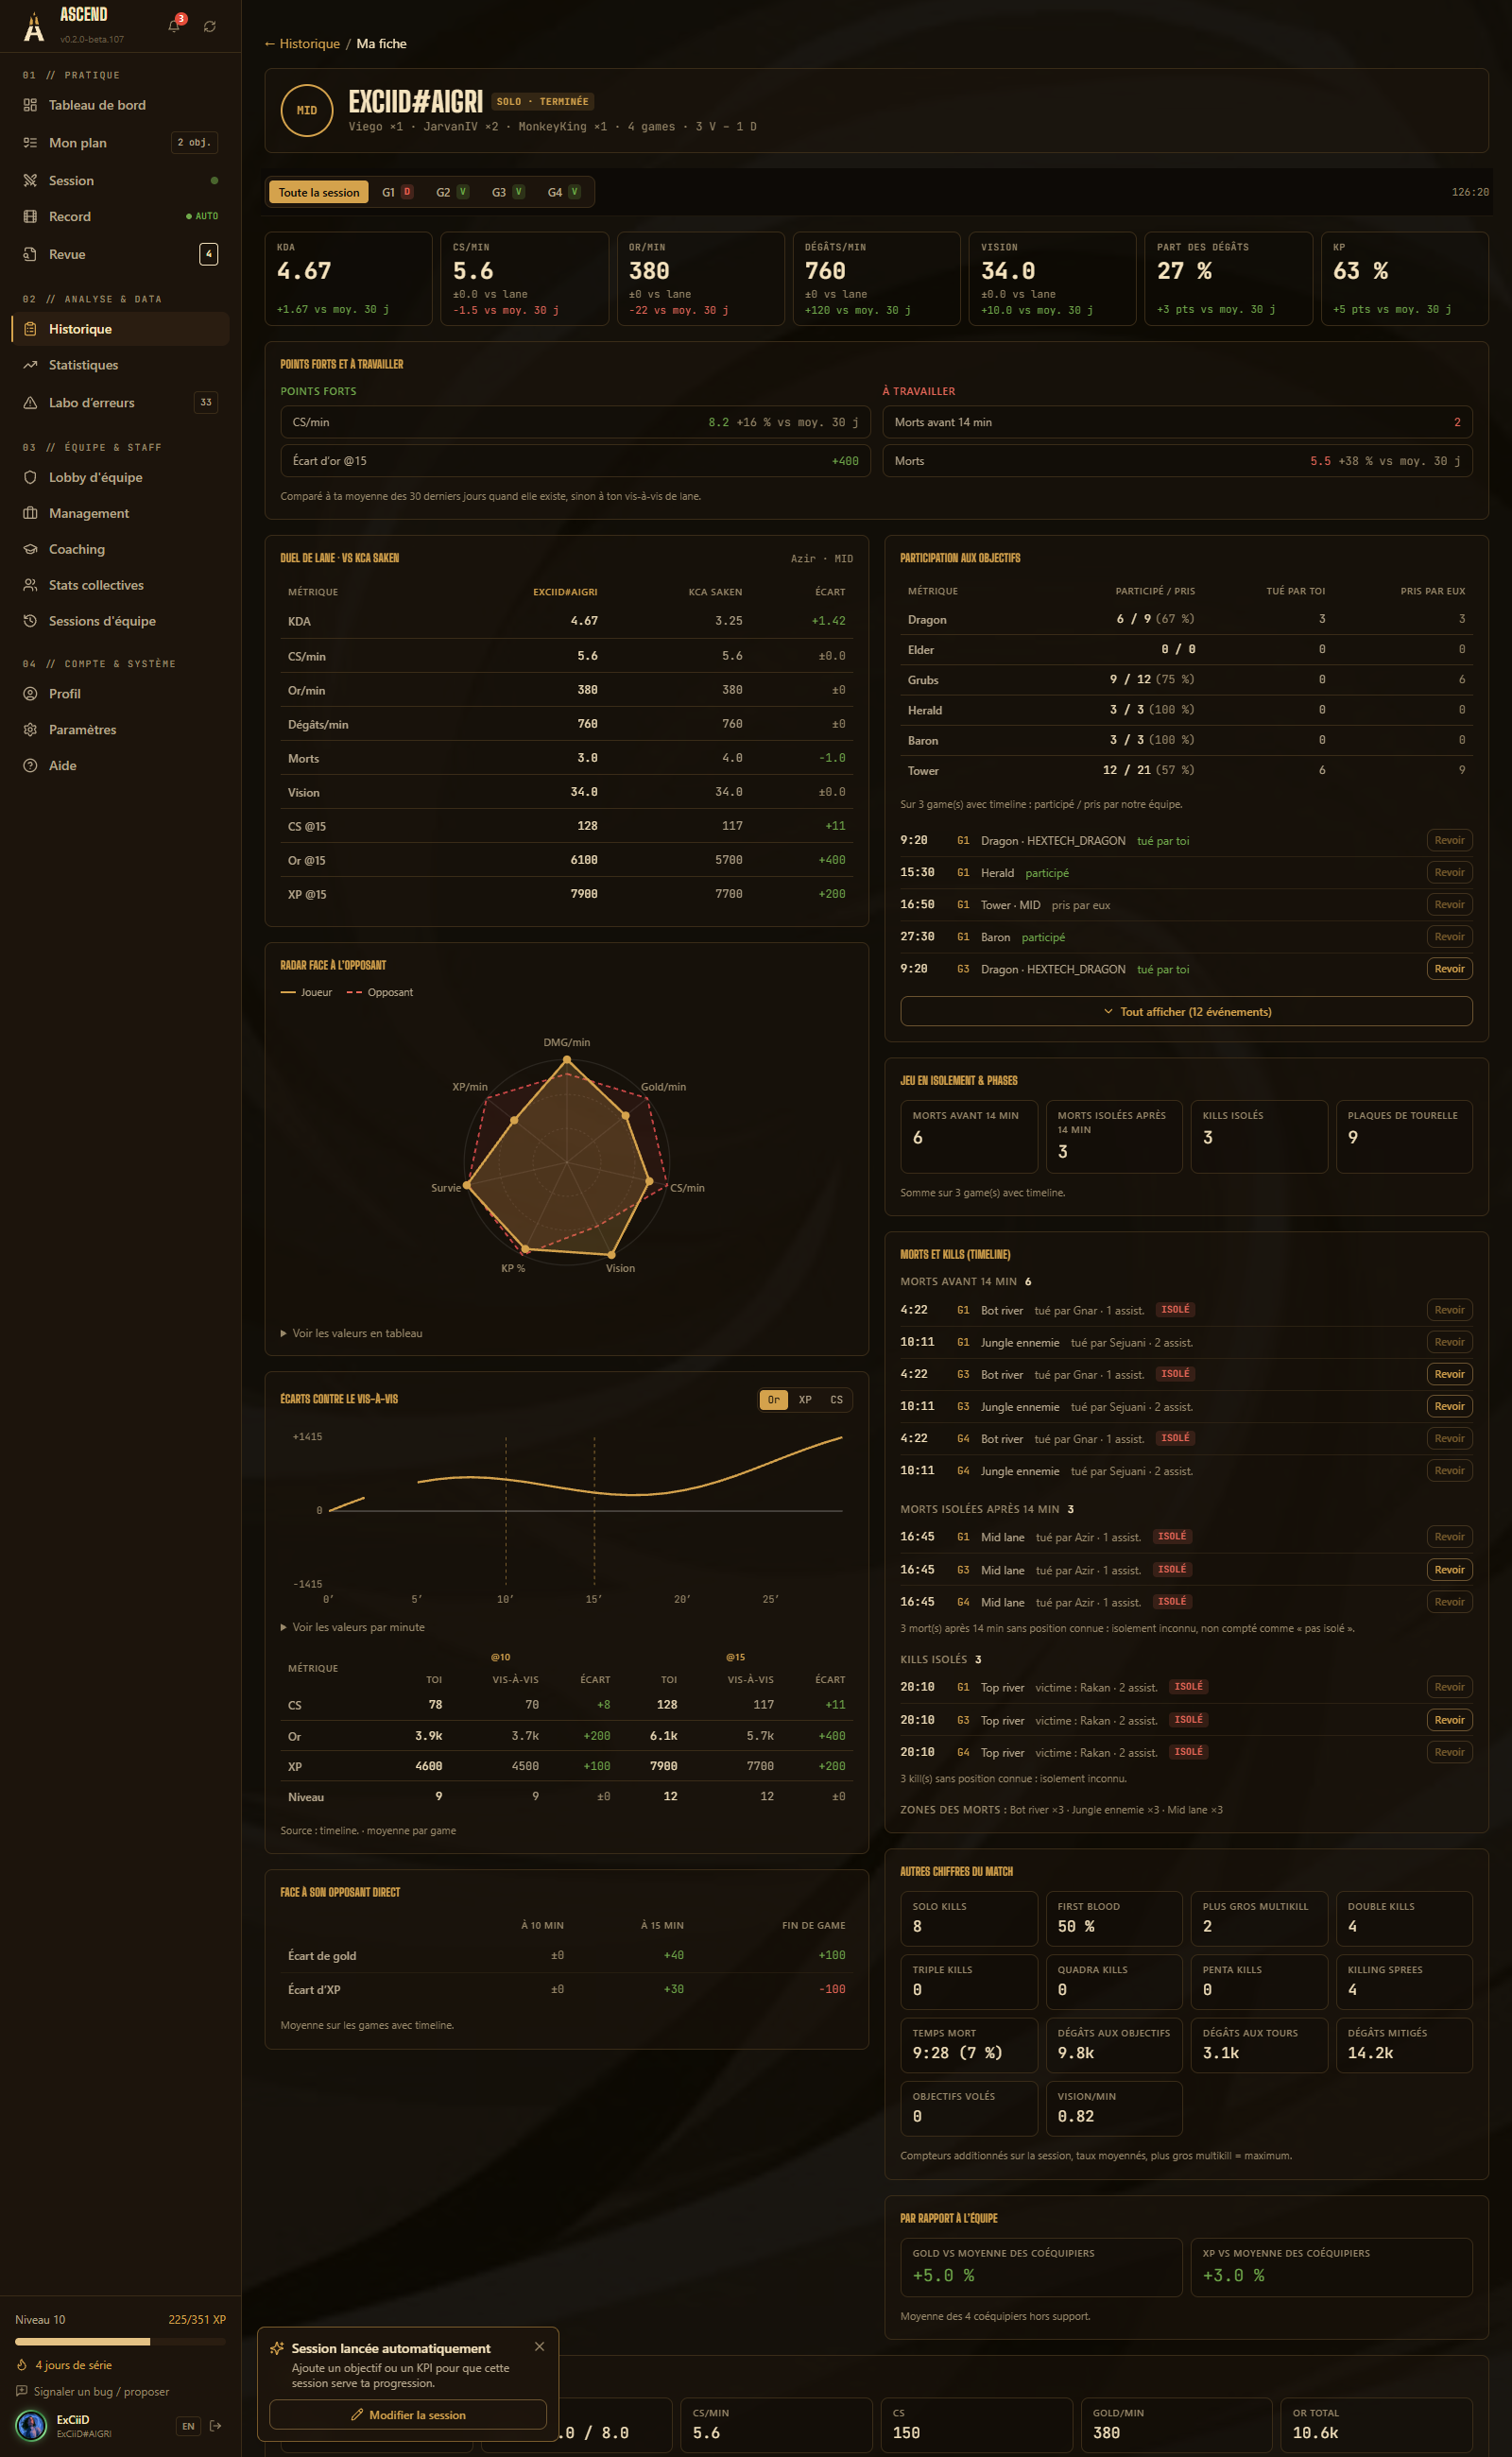 ASCEND
v0.2.0-beta.107
3
01 // PRATIQUE
Tableau de bord
Mon plan
2 obj.
Session
Record
AUTO
Revue
4
02 // ANALYSE & DATA
Historique
Statistiques
Labo d'erreurs
33
03 // ÉQUIPE & STAFF
Lobby d'équipe
Management
Coaching
Stats collectives
Sessions d'équipe
04 // COMPTE & SYSTÈME
Profil
Paramètres
Aide
Niveau 10
225/351 XP
4 jours de série
Signaler un bug / proposer
ExCiiD
ExCiiD#AIGRI
EN
← Historique / Ma fiche
MID
EXCIID#AIGRI SOLO · TERMINÉE
Viego ×1 · JarvanIV ×2 · MonkeyKing ×1 · 4 games · 3 V – 1 D
Toute la session G1 D G2 V G3 V G4 V
126:20
KDA
4.67
+1.67 vs moy. 30 j
CS/MIN
5.6
±0.0 vs lane
-1.5 vs moy. 30 j
OR/MIN
380
±0 vs lane
-22 vs moy. 30 j
DÉGÂTS/MIN
760
±0 vs lane
+120 vs moy. 30 j
VISION
34.0
±0.0 vs lane
+10.0 vs moy. 30 j
PART DES DÉGÂTS
27 %
+3 pts vs moy. 30 j
KP
63 %
+5 pts vs moy. 30 j
POINTS FORTS ET À TRAVAILLER
POINTS FORTS
CS/min 8.2 +16 % vs moy. 30 j
Écart d'or @15 +400
À TRAVAILLER
Morts avant 14 min 2
Morts 5.5 +38 % vs moy. 30 j
Comparé à ta moyenne des 30 derniers jours quand elle existe, sinon à ton vis-à-vis de lane.
DUEL DE LANE · VS KCA SAKEN
Azir · MID
MÉTRIQUE EXCIID#AIGRI KCA SAKEN ÉCART
KDA 4.67 3.25 +1.42
CS/min 5.6 5.6 ±0.0
Or/min 380 380 ±0
Dégâts/min 760 760 ±0
Morts 3.0 4.0 -1.0
Vision 34.0 34.0 ±0.0
CS @15 128 117 +11
Or @15 6100 5700 +400
XP @15 7900 7700 +200
RADAR FACE À L'OPPOSANT
Joueur Opposant
DMG/min
XP/min
Gold/min
Survie
CS/min
KP %
Vision
Voir les valeurs en tableau
ÉCARTS CONTRE LE VIS-À-VIS
Or XP CS
+1415
0
-1415
0' 5' 10' 15' 20' 25'
Voir les valeurs par minute
@10 @15
MÉTRIQUE TOI VIS-À-VIS ÉCART TOI VIS-À-VIS ÉCART
CS 78 70 +8 128 117 +11
Or 3.9k 3.7k +200 6.1k 5.7k +400
XP 4600 4500 +100 7900 7700 +200
Niveau 9 9 ±0 12 12 ±0
Source : timeline. · moyenne par game
FACE À SON OPPOSANT DIRECT
À 10 MIN À 15 MIN FIN DE GAME
Écart de gold ±0 +40 +100
Écart d'XP ±0 +30 -100
Moyenne sur les games avec timeline.
PARTICIPATION AUX OBJECTIFS
MÉTRIQUE PARTICIPÉ / PRIS TUÉ PAR TOI PRIS PAR EUX
Dragon 6 / 9 (67 %) 3 3
Elder 0 / 0 0 0
Grubs 9 / 12 (75 %) 0 6
Herald 3 / 3 (100 %) 0 0
Baron 3 / 3 (100 %) 0 0
Tower 12 / 21 (57 %) 6 9
Sur 3 game(s) avec timeline : participé / pris par notre équipe.
9:20 G1 Dragon · HEXTECH_DRAGON tué par toi Revoir
15:30 G1 Herald participé Revoir
16:50 G1 Tower · MID pris par eux Revoir
27:30 G1 Baron participé Revoir
9:20 G3 Dragon · HEXTECH_DRAGON tué par toi Revoir
Tout afficher (12 événements)
JEU EN ISOLEMENT & PHASES
MORTS AVANT 14 MIN
6
MORTS ISOLÉES APRÈS 14 MIN
3
KILLS ISOLÉS
3
PLAQUES DE TOURELLE
9
Somme sur 3 game(s) avec timeline.
MORTS ET KILLS (TIMELINE)
MORTS AVANT 14 MIN 6
4:22 G1 Bot river tué par Gnar · 1 assist. ISOLÉ Revoir
10:11 G1 Jungle ennemie tué par Sejuani · 2 assist. Revoir
4:22 G3 Bot river tué par Gnar · 1 assist. ISOLÉ Revoir
10:11 G3 Jungle ennemie tué par Sejuani · 2 assist. Revoir
4:22 G4 Bot river tué par Gnar · 1 assist. ISOLÉ Revoir
10:11 G4 Jungle ennemie tué par Sejuani · 2 assist. Revoir
MORTS ISOLÉES APRÈS 14 MIN 3
16:45 G1 Mid lane tué par Azir · 1 assist. ISOLÉ Revoir
16:45 G3 Mid lane tué par Azir · 1 assist. ISOLÉ Revoir
16:45 G4 Mid lane tué par Azir · 1 assist. ISOLÉ Revoir
3 mort(s) après 14 min sans position connue : isolement inconnu, non compté comme « pas isolé ».
KILLS ISOLÉS 3
20:10 G1 Top river victime : Rakan · 2 assist. ISOLÉ Revoir
20:10 G3 Top river victime : Rakan · 2 assist. ISOLÉ Revoir
20:10 G4 Top river victime : Rakan · 2 assist. ISOLÉ Revoir
3 kill(s) sans position connue : isolement inconnu.
ZONES DES MORTS : Bot river ×3 · Jungle ennemie ×3 · Mid lane ×3
AUTRES CHIFFRES DU MATCH
SOLO KILLS
8
FIRST BLOOD
50 %
PLUS GROS MULTIKILL
2
DOUBLE KILLS
4
TRIPLE KILLS
0
QUADRA KILLS
0
PENTA KILLS
0
KILLING SPREES
4
TEMPS MORT
9:28 (7 %)
DÉGÂTS AUX OBJECTIFS
9.8k
DÉGÂTS AUX TOURS
3.1k
DÉGÂTS MITIGÉS
14.2k
OBJECTIFS VOLÉS
0
VISION/MIN
0.82
Compteurs additionnés sur la session, taux moyennés, plus gros multikill = maximum.
PAR RAPPORT À L'ÉQUIPE
GOLD VS MOYENNE DES COÉQUIPIERS
+5.0 %
XP VS MOYENNE DES COÉQUIPIERS
+3.0 %
Moyenne des 4 coéquipiers hors support.
Session lancée automatiquement
Ajoute un objectif ou un KPI pour que cette
session serve ta progression.
Modifier la session
.0 / 8.0
CS/MIN
5.6
CS
150
GOLD/MIN
380
OR TOTAL
10.6k